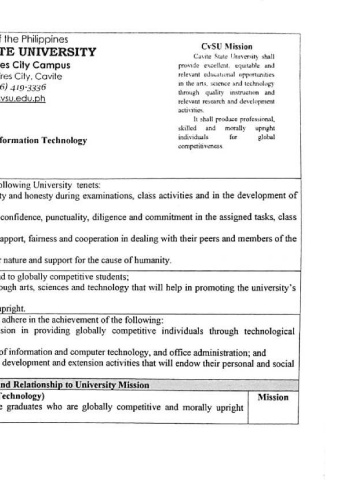 f the Philippines
TE UNIVERSITY
es City Campus
ires City, Cavite
6) 419-3336
vsu.edu.ph
CvSU Mission
Cavite State University shall
provide excellent, equitable and
relevant educational opportunities
in the arts, science and technology
through quality instruction and
relevant research and development
activities.
It shall produce professional,
skilled and morally upright
individuals for global
competitiveness.
formation Technology
ollowing University tenets:
ty and honesty during examinations, class activities and in the development of
confidence, punctuality, diligence and commitment in the assigned tasks, class
apport, fairness and cooperation in dealing with their peers and members of the
r nature and support for the cause of humanity.
d to globally competitive students;
ough arts, sciences and technology that will help in promoting the university's
pright.
adhere in the achievement of the following:
sion in providing globally competitive individuals through technological
of information and computer technology, and office administration; and
development and extension activities that will endow their personal and social
nd Relationship to University Mission
Technology) Mission
e graduates who are globally competitive and morally upright